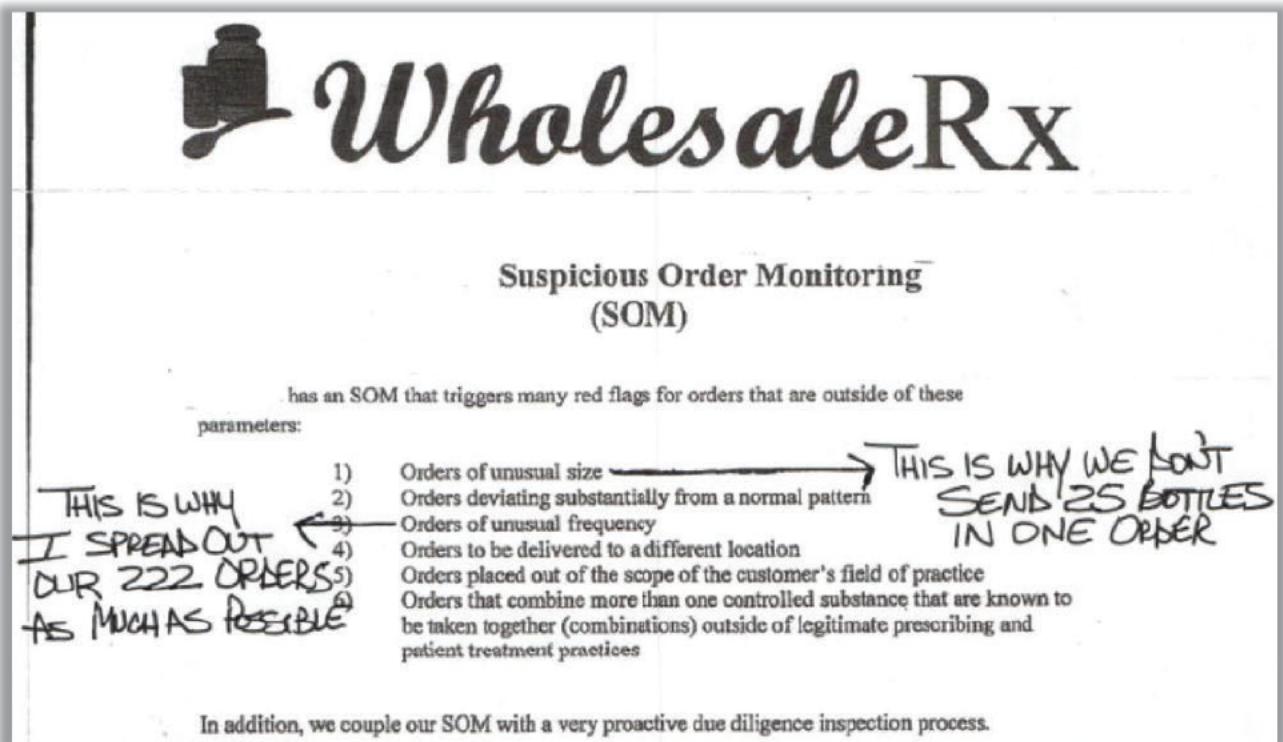 WholesaleRx
Suspicious Order Monitoring
(SOM)
has an SOM that triggers many red flags for orders that are outside of these
parameters:
1) Orders of unusual size
2) Orders deviating substantially from a normal pattern
3) Orders of unusual frequency
4) Orders to be delivered to a different location
5) Orders placed out of the scope of the customer's field of practice
6) Orders that combine more than one controlled substance that are known to
be taken together (combinations) outside of legitimate prescribing and
patient treatment practices
THIS IS WHY WE DON'T
SEND 25 BOTTLES
IN ONE ORDER
THIS IS WHY
I SPREAD OUT
OUR 222 ORDERS
AS MUCH AS POSSIBLE
In addition, we couple our SOM with a very proactive due diligence inspection process.